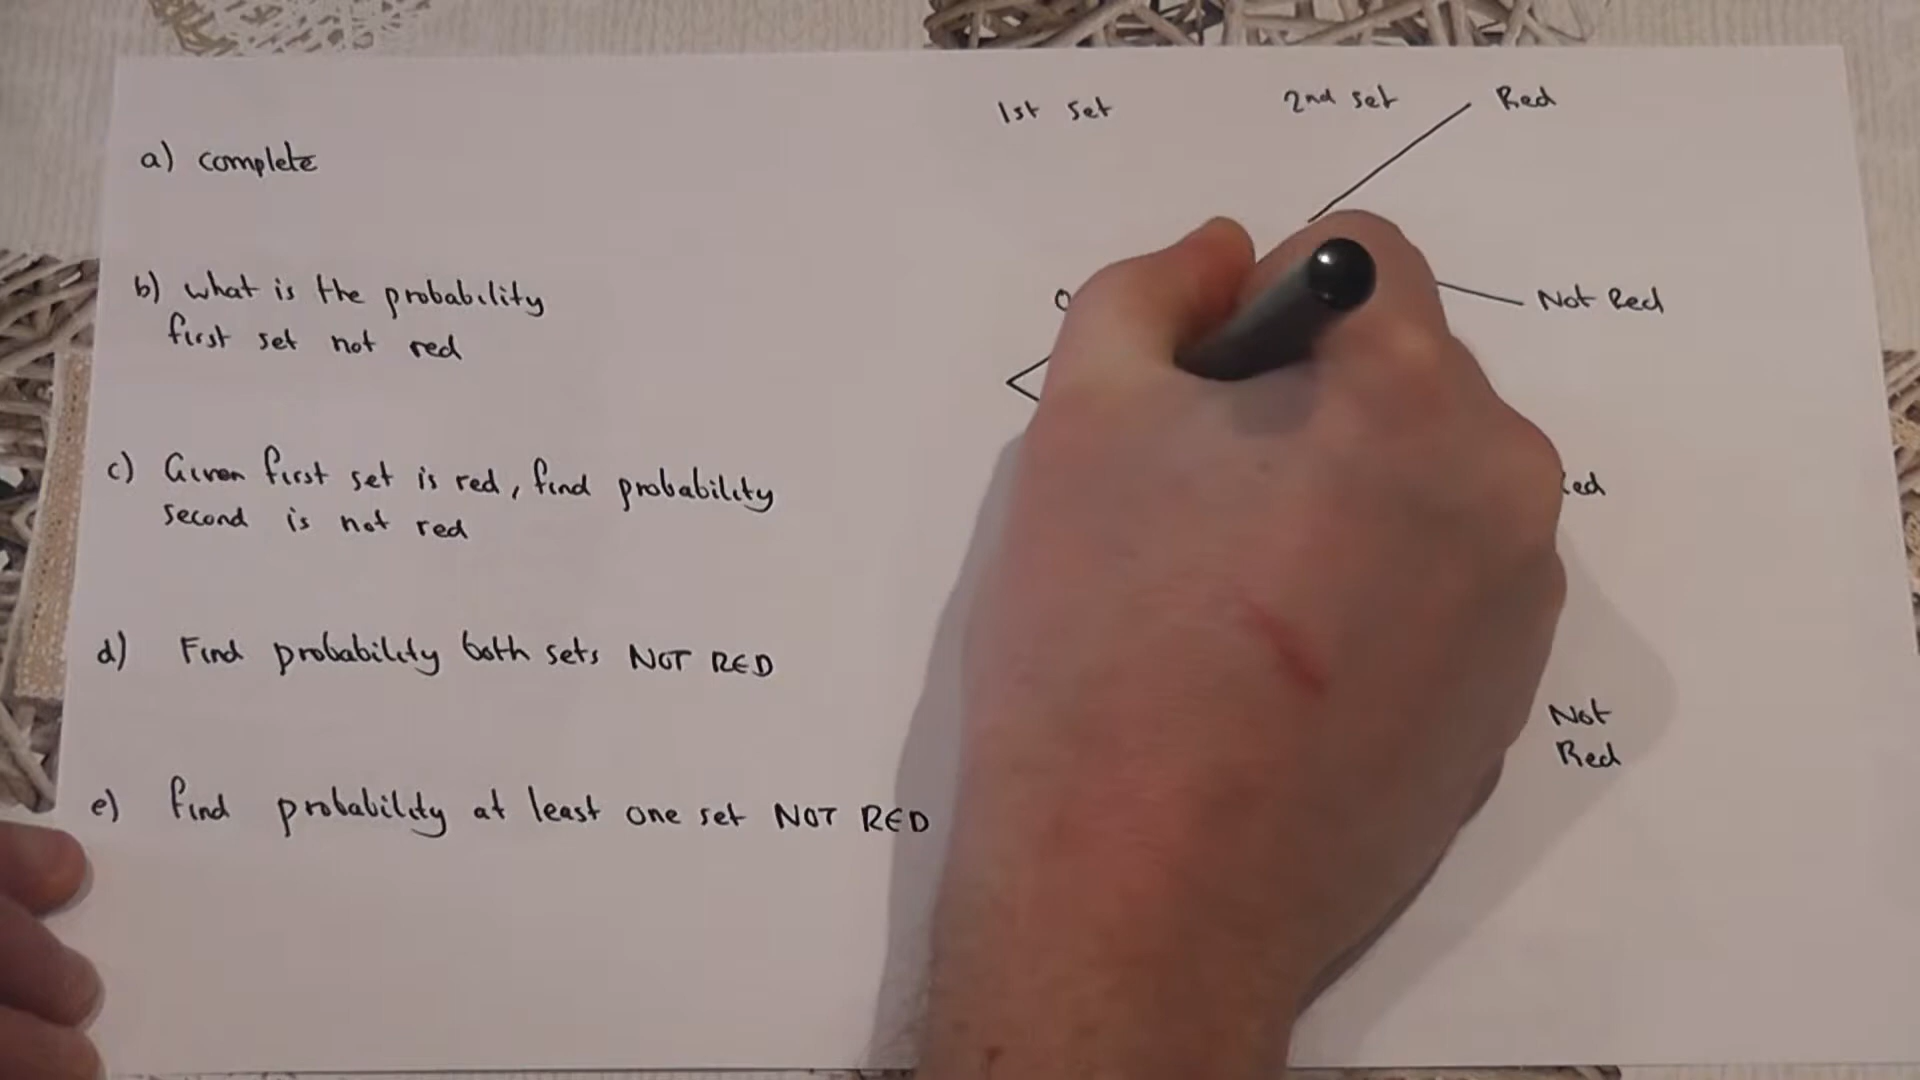 1st set
2nd set
Red
a) complete
b) what is the probability
first set not red
Not Red
c) Given first set is red, find probability
second is not red
d) Find probability both sets NOT RED
Not
Red
e) find probability at least one set NOT RED